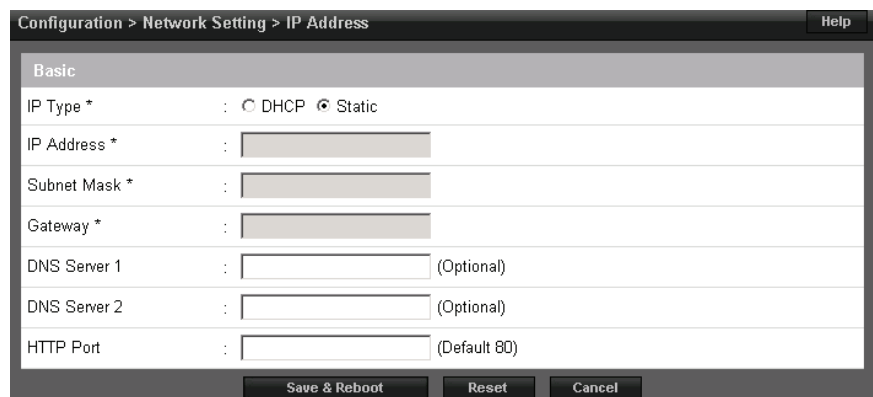 Configuration > Network Setting > IP Address Help
Basic
IP Type * : DHCP Static
IP Address * :
Subnet Mask * :
Gateway * :
DNS Server 1 : (Optional)
DNS Server 2 : (Optional)
HTTP Port : (Default 80)
Save & Reboot Reset Cancel